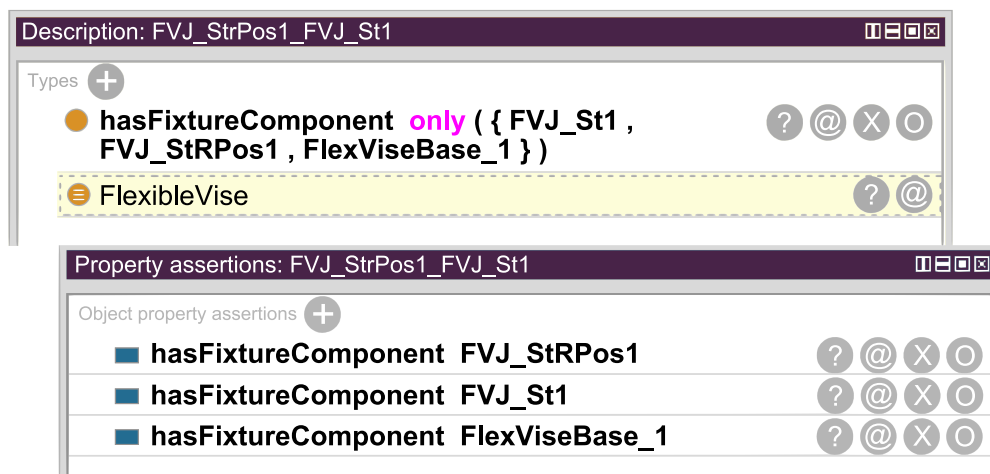 Description: FVJ_StrPos1_FVJ_St1
Types
hasFixtureComponent only ( { FVJ_St1 ,
FVJ_StRPos1 , FlexViseBase_1 } )
? @ X O
FlexibleVise
? @
Property assertions: FVJ_StrPos1_FVJ_St1
Object property assertions
hasFixtureComponent FVJ_StRPos1
? @ X O
hasFixtureComponent FVJ_St1
? @ X O
hasFixtureComponent FlexViseBase_1
? @ X O